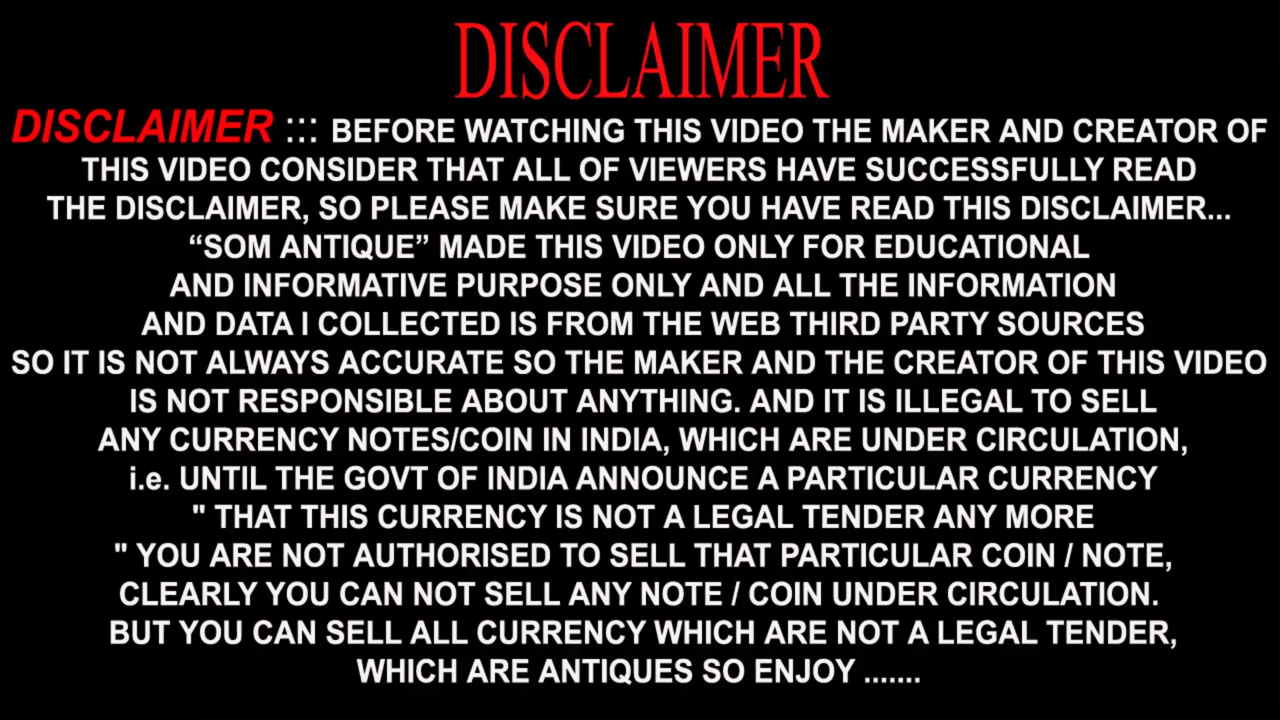 DISCLAIMER
DISCLAIMER ::: BEFORE WATCHING THIS VIDEO THE MAKER AND CREATOR OF
THIS VIDEO CONSIDER THAT ALL OF VIEWERS HAVE SUCCESSFULLY READ
THE DISCLAIMER, SO PLEASE MAKE SURE YOU HAVE READ THIS DISCLAIMER...
“SOM ANTIQUE” MADE THIS VIDEO ONLY FOR EDUCATIONAL
AND INFORMATIVE PURPOSE ONLY AND ALL THE INFORMATION
AND DATA I COLLECTED IS FROM THE WEB THIRD PARTY SOURCES
SO IT IS NOT ALWAYS ACCURATE SO THE MAKER AND THE CREATOR OF THIS VIDEO
IS NOT RESPONSIBLE ABOUT ANYTHING. AND IT IS ILLEGAL TO SELL
ANY CURRENCY NOTES/COIN IN INDIA, WHICH ARE UNDER CIRCULATION,
i.e. UNTIL THE GOVT OF INDIA ANNOUNCE A PARTICULAR CURRENCY
" THAT THIS CURRENCY IS NOT A LEGAL TENDER ANY MORE
" YOU ARE NOT AUTHORISED TO SELL THAT PARTICULAR COIN / NOTE,
CLEARLY YOU CAN NOT SELL ANY NOTE / COIN UNDER CIRCULATION.
BUT YOU CAN SELL ALL CURRENCY WHICH ARE NOT A LEGAL TENDER,
WHICH ARE ANTIQUES SO ENJOY .......